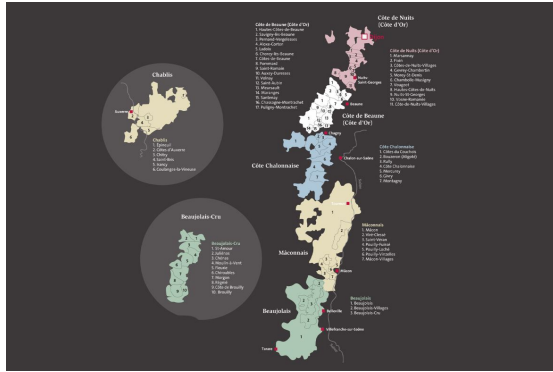 Côte de Beaune (Côte d'Or)
1. Hautes-Côtes-de-Beaune
2. Savigny-lès-Beaune
3. Pernand-Vergelesses
4. Aloxe-Corton
5. Ladoix
6. Chorey-lès-Beaune
7. Côte de Beaune
8. Pommard
9. Saint-Romain
10. Auxey-Duresses
11. Volnay
12. Saint-Aubin
13. Meursault
14. Maranges
15. Santenay
16. Chassagne-Montrachet
17. Puligny-Montrachet
Côte de Nuits
(Côte d'Or)
Côte de Nuits (Côte d'Or)
1. Marsannay
2. Fixin
3. Côtes-de-Nuits-Villages
4. Gevrey-Chambertin
5. Morey-St-Denis
6. Chambolle-Musigny
7. Vougeot
8. Hautes-Côtes-de-Nuits
9. Nuits-St-Georges
10. Vosne-Romanée
11. Côte de Nuits-Villages
Nuits
Saint-Georges
Beaune
Côte de Beaune
(Côte d'Or)
Chablis
Auxerre
Chablis
1. Épineuil
2. Côtes d'Auxerre
3. Chitry
4. Saint-Bris
5. Irancy
6. Coulanges-la-Vineuse
Chagny
Côte Chalonnaise
Chalon-sur-Saône
Côte Chalonnaise
1. Côtes du Couchois
2. Bouzeron (Aligoté)
3. Rully
4. Côte Chalonnaise
5. Mercurey
6. Givry
7. Montagny
Beaujolais-Cru
Beaujolais-Cru
1. St-Amour
2. Juliénas
3. Chénas
4. Moulin-à-Vent
5. Fleurie
6. Chiroubles
7. Morgon
8. Régnié
9. Côte de Brouilly
10. Brouilly
Mâconnais
Mâcon
Mâconnais
1. Mâcon
2. Viré-Clessé
3. Saint-Véran
4. Pouilly-Fuissé
5. Pouilly-Loché
6. Pouilly-Vinzelles
7. Mâcon-Villages
Beaujolais
Belleville
Villefranche-sur-Saône
Tarare
Beaujolais
1. Beaujolais
2. Beaujolais-Villages
3. Beaujolais-Cru